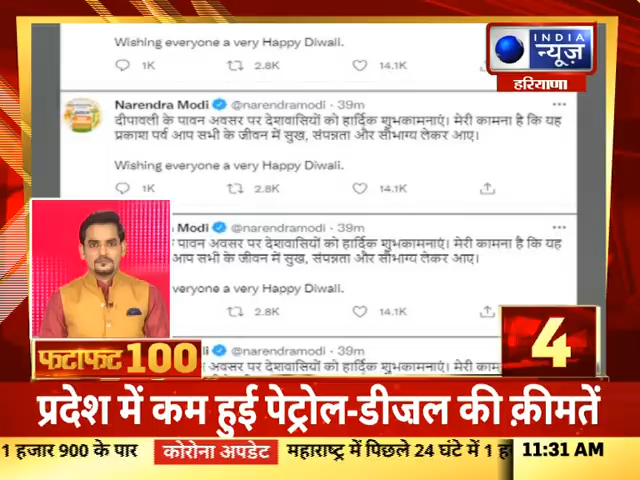 Wishing everyone a very Happy Diwali.
1K 2.8K 14.1K
INDIA
न्यूज़
हरियाणा
Narendra Modi @narendramodi · 39m
दीपावली के पावन अवसर पर देशवासियों को हार्दिक शुभकामनाएं। मेरी कामना है कि यह
प्रकाश पर्व आप सभी के जीवन में सुख, संपन्नता और सौभाग्य लेकर आए।
Wishing everyone a very Happy Diwali.
1K 2.8K 14.1K
Modi @narendramodi · 39m
पावन अवसर पर देशवासियों को हार्दिक शुभकामनाएं। मेरी कामना है कि यह
आप सभी के जीवन में सुख, संपन्नता और सौभाग्य लेकर आए।
everyone a very Happy Diwali.
2.8K 14.1K
@narendramodi · 39m
पावन अवसर पर देशवासियों को हार्दिक शुभकामनाएं। मेरी
फटाफट 100
4
प्रदेश में कम हुई पेट्रोल-डीज़ल की क़ीमतें
1 हजार 900 के पार कोरोना अपडेट महाराष्ट्र में पिछले 24 घंटे में 1 11:31 AM